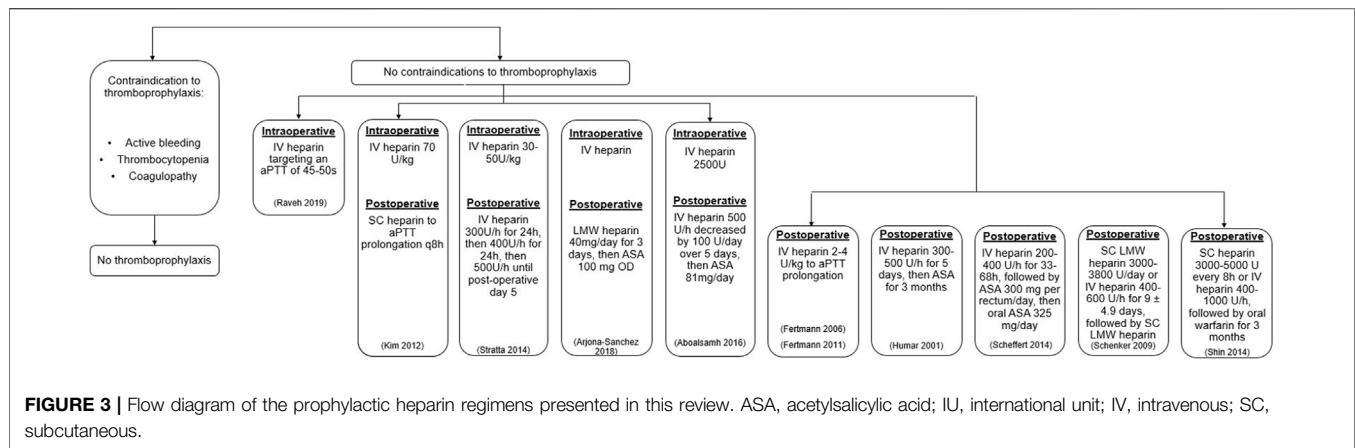 No contraindications to thromboprophylaxis
Contraindication to
thromboprophylaxis:
• Active bleeding
• Thrombocytopenia
• Coagulopathy
No thromboprophylaxis
Intraoperative
IV heparin
targeting an
aPTT of 45-50s
(Raveh 2019)
Intraoperative
IV heparin 70
U/kg
Postoperative
SC heparin to
aPTT
prolongation q8h
(Kim 2012)
Intraoperative
IV heparin 30-
50U/kg
Postoperative
IV heparin
300U/h for 24h,
then 400U/h for
24h, then
500U/h until
post-operative
day 5
(Stratta 2014)
Intraoperative
IV heparin
Postoperative
LMW heparin
40mg/day for 3
days, then ASA
100 mg OD
(Arjona-Sanchez
2018)
Intraoperative
IV heparin
2500U
Postoperative
IV heparin 500
U/h decreased
by 100 U/day
over 5 days,
then ASA
81mg/day
(Aboalsamh 2016)
Postoperative
IV heparin 2-4
U/kg to aPTT
prolongation
(Fertmann 2006)
(Fertmann 2011)
Postoperative
IV heparin 300-
500 U/h for 5
days, then ASA
for 3 months
(Humar 2001)
Postoperative
IV heparin 200-
400 U/h for 33-
68h, followed by
ASA 300 mg per
rectum/day, then
oral ASA 325
mg/day
(Scheffert 2014)
Postoperative
SC LMW
heparin 3000-
3800 U/day or
IV heparin 400-
600 U/h for 9 ±
4.9 days,
followed by SC
LMW heparin
(Schenker 2009)
Postoperative
SC heparin
3000-5000 U
every 8h or IV
heparin 400-
1000 U/h,
followed by oral
warfarin for 3
months
(Shin 2014)
FIGURE 3 | Flow diagram of the prophylactic heparin regimens presented in this review. ASA, acetylsalicylic acid; IU, international unit; IV, intravenous; SC,
subcutaneous.